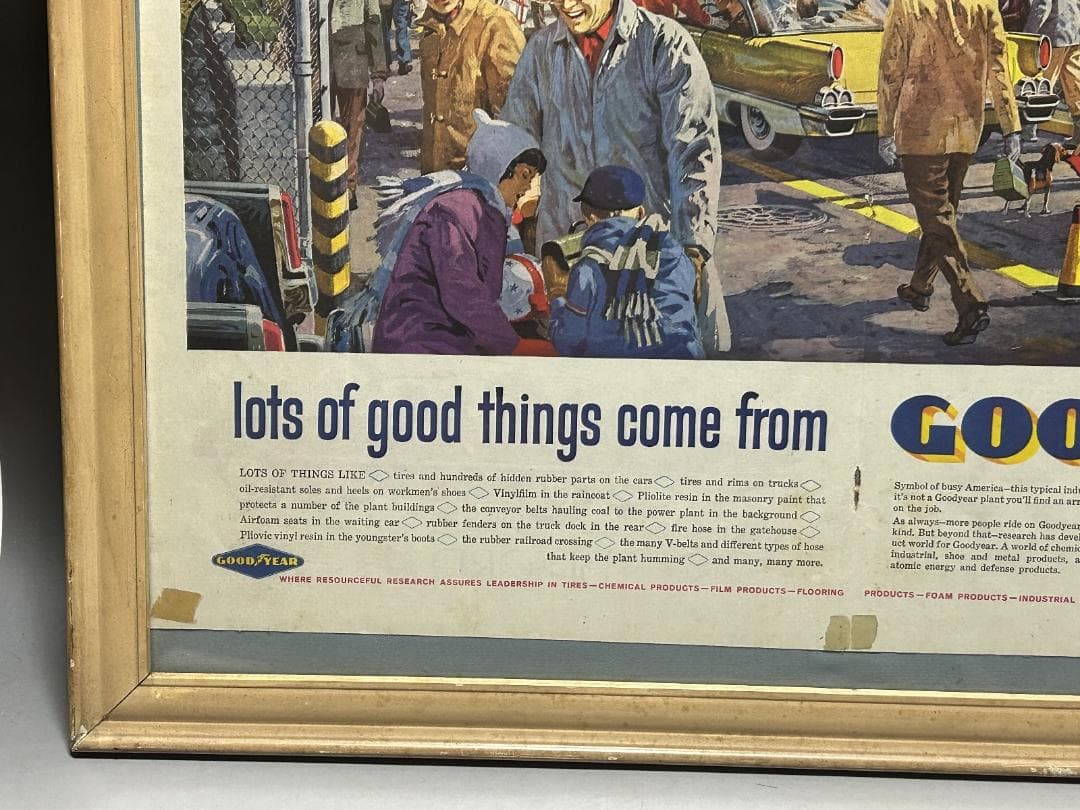 lots of good things come from
GOO
LOTS OF THINGS LIKE tires and hundreds of hidden rubber parts on the cars tires and rims on trucks
oil-resistant soles and heels on workmen's shoes Vinylfilm in the raincoat Pliolite resin in the masonry paint that
protects a number of the plant buildings the conveyor belts hauling coal to the power plant in the background
Airfoam seats in the waiting car rubber fenders on the truck dock in the rear fire hose in the gatehouse
Pliovic vinyl resin in the youngster's boots the rubber railroad crossing the many V-belts and different types of hose
that keep the plant humming and many, many more.
Symbol of busy America—this typical
it's not a Goodyear plant you'll find an
on the job.
As always—more people ride on Goodyear
kind. But beyond that—research has
uct world for Goodyear. A world of
industrial, shoe and metal products,
atomic energy and defense products.
GOOD YEAR
WHERE RESOURCEFUL RESEARCH ASSURES LEADERSHIP IN TIRES—CHEMICAL PRODUCTS—FILM PRODUCTS—FLOORING PRODUCTS—FOAM PRODUCTS—INDUSTRIAL